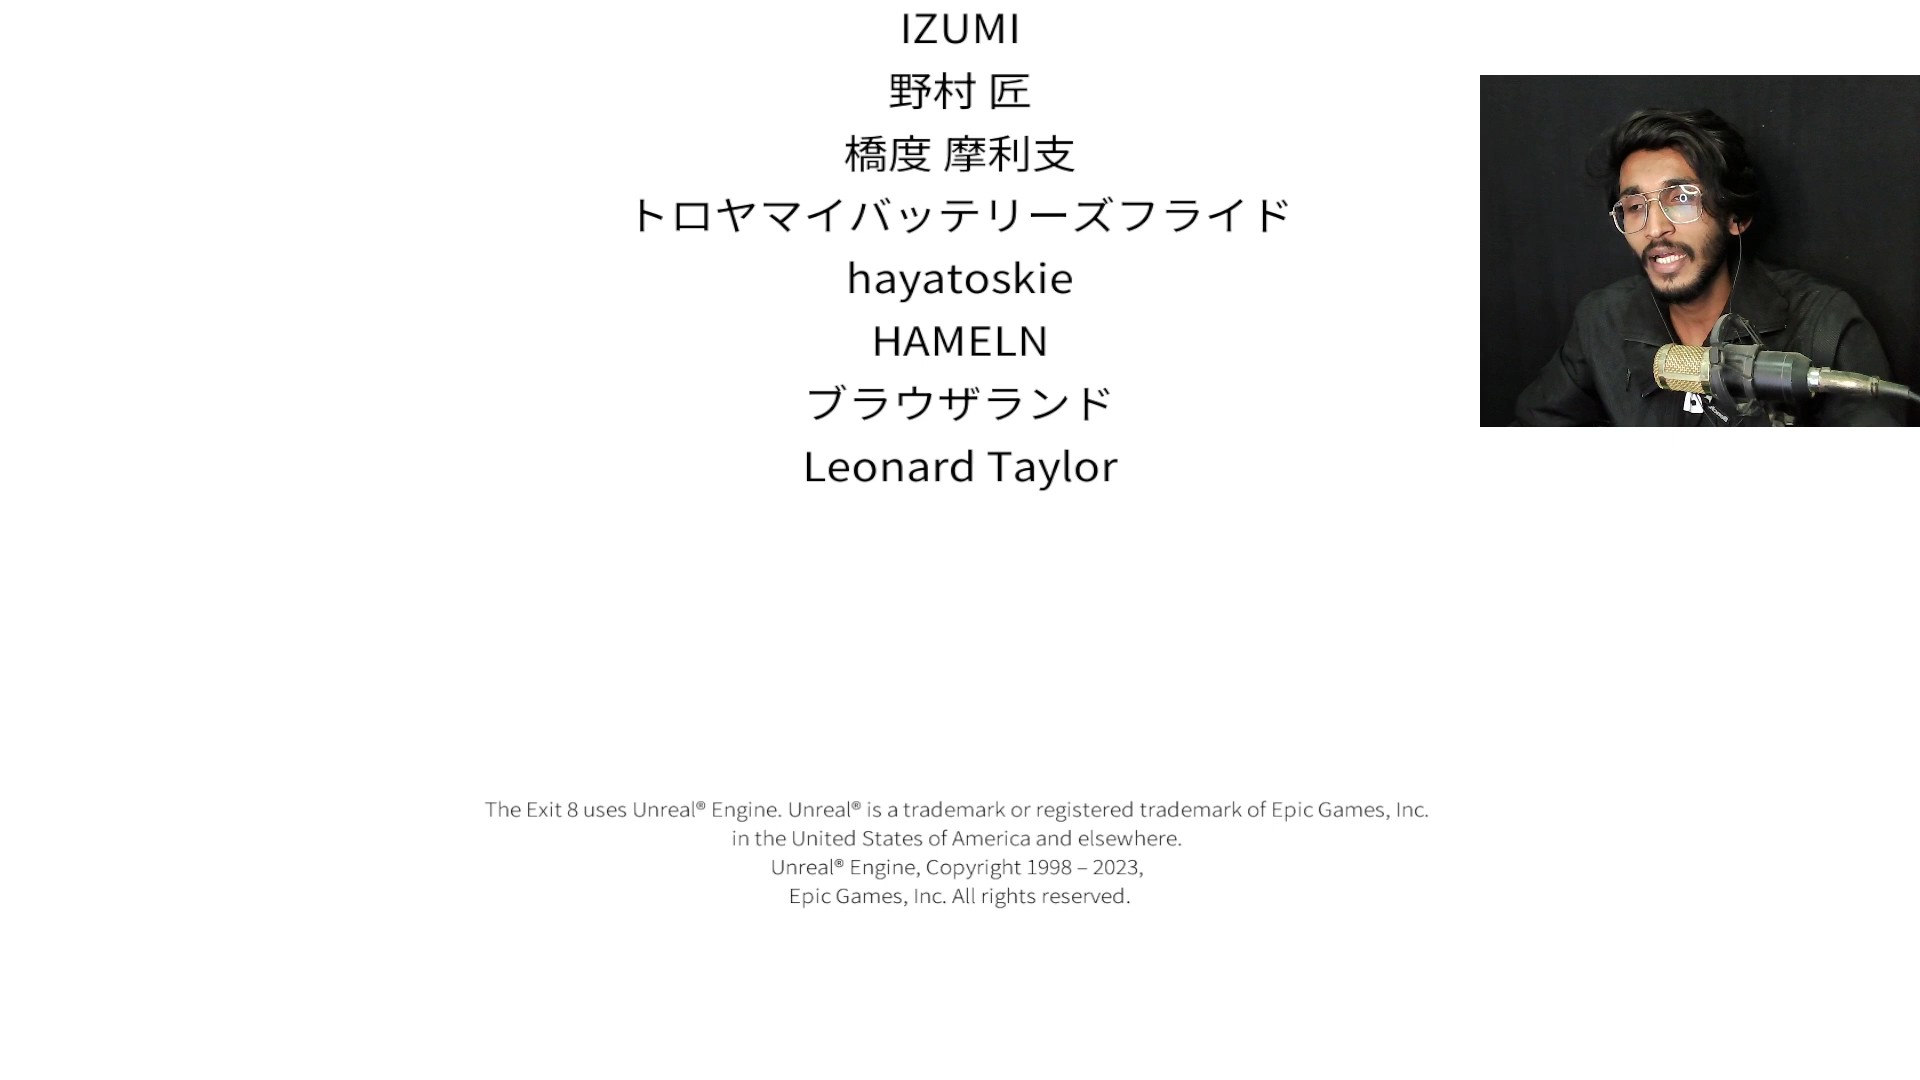 IZUMI
野村 匠
橋度 摩利支
トロヤマイバッテリーズフライド
hayatoskie
HAMELN
ブラウザランド
Leonard Taylor
The Exit 8 uses Unreal® Engine. Unreal® is a trademark or registered trademark of Epic Games, Inc.
in the United States of America and elsewhere.
Unreal® Engine, Copyright 1998 – 2023,
Epic Games, Inc. All rights reserved.